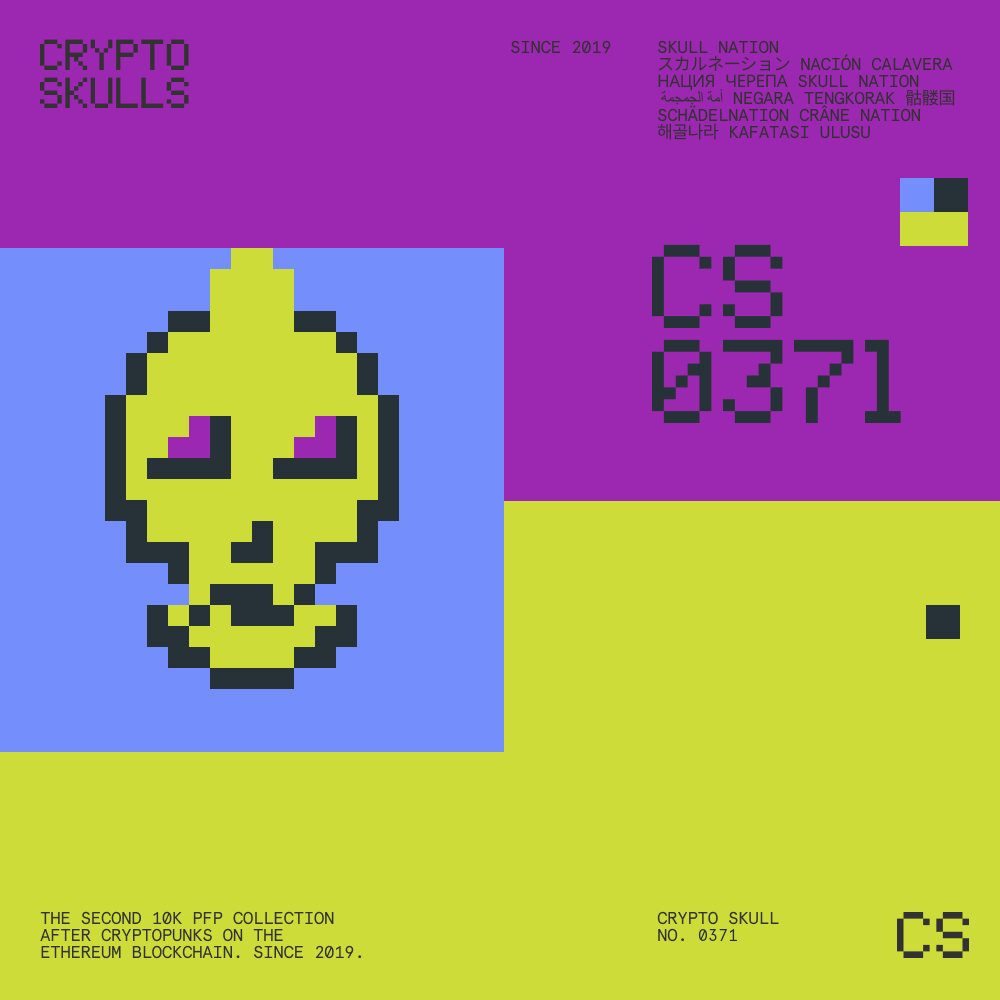 CRYPTO
SKULLS
SINCE 2019
SKULL NATION
スカルネーション NACIÓN CALAVERA
НАЦИЯ ЧЕРЕПА SKULL NATION
أمة الجمجمة NEGARA TENGKORAK 骷髅国
SCHÄDELNATION CRÂNE NATION
해골나라 KAFATASI ULUSU
CS
0371
THE SECOND 10K PFP COLLECTION
AFTER CRYPTOPUNKS ON THE
ETHEREUM BLOCKCHAIN. SINCE 2019.
CRYPTO SKULL
NO. 0371
CS